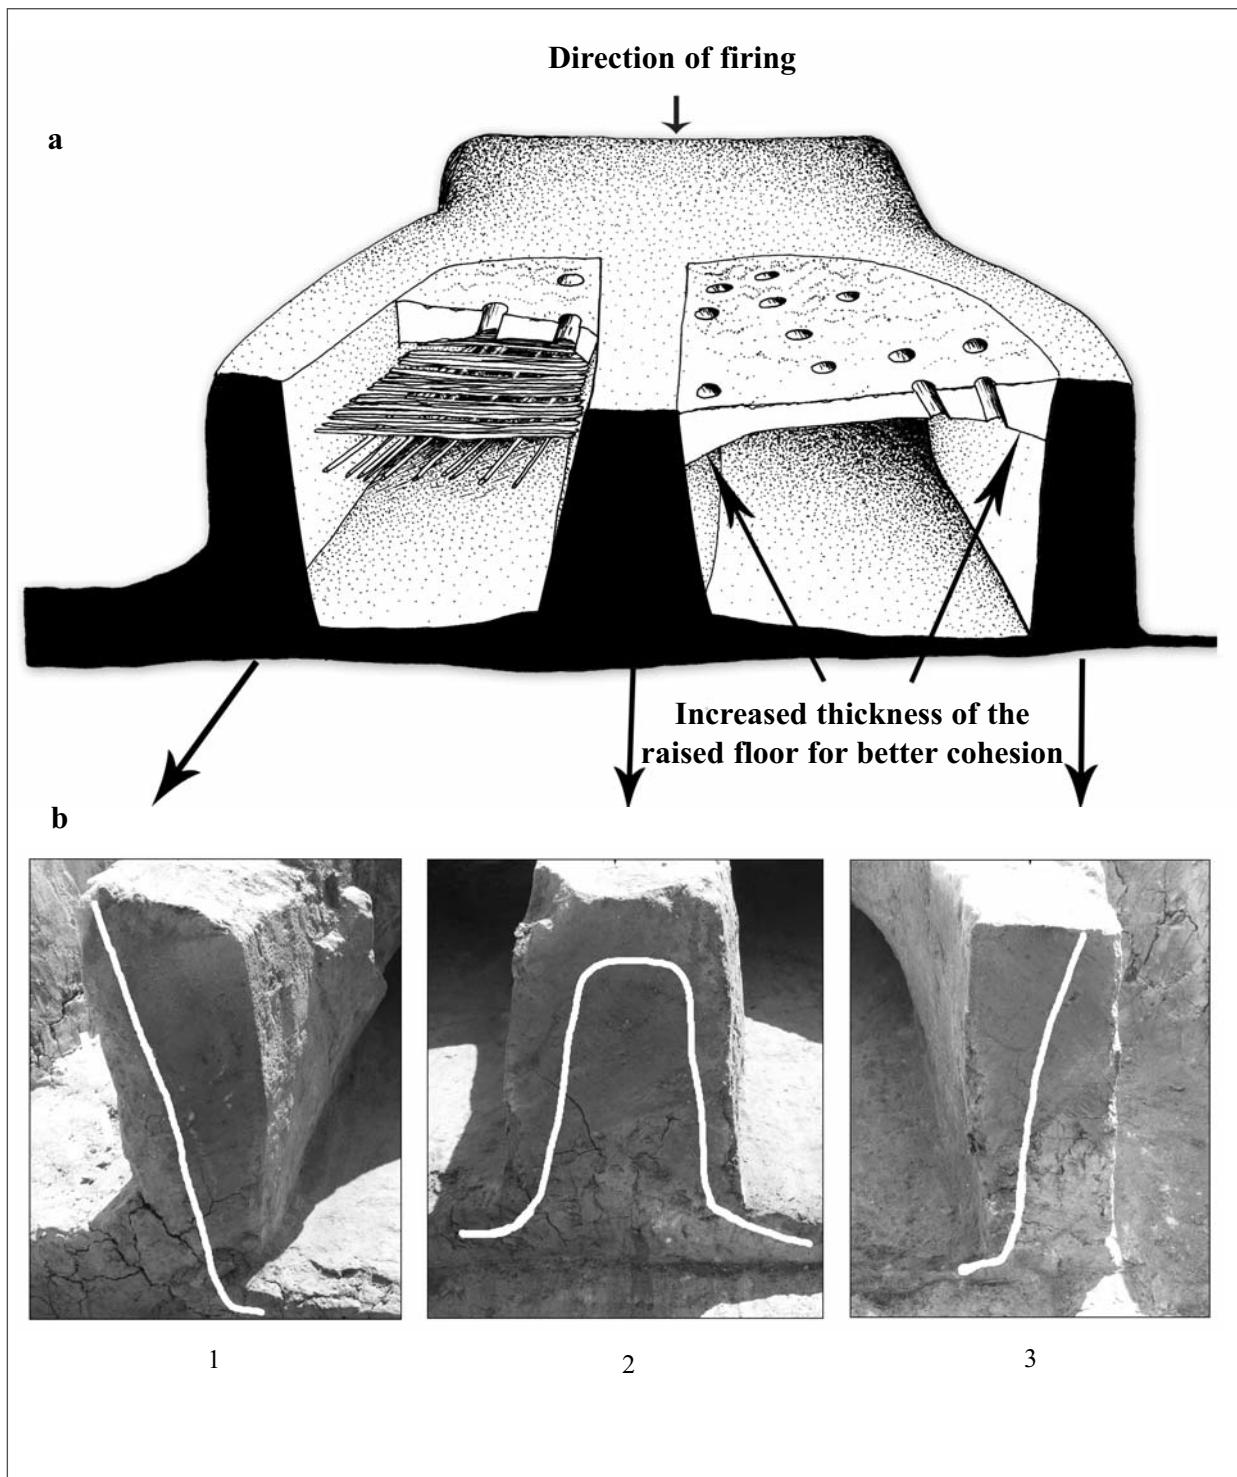 Direction of firing
a
Increased thickness of the
raised floor for better cohesion
b
1
2
3